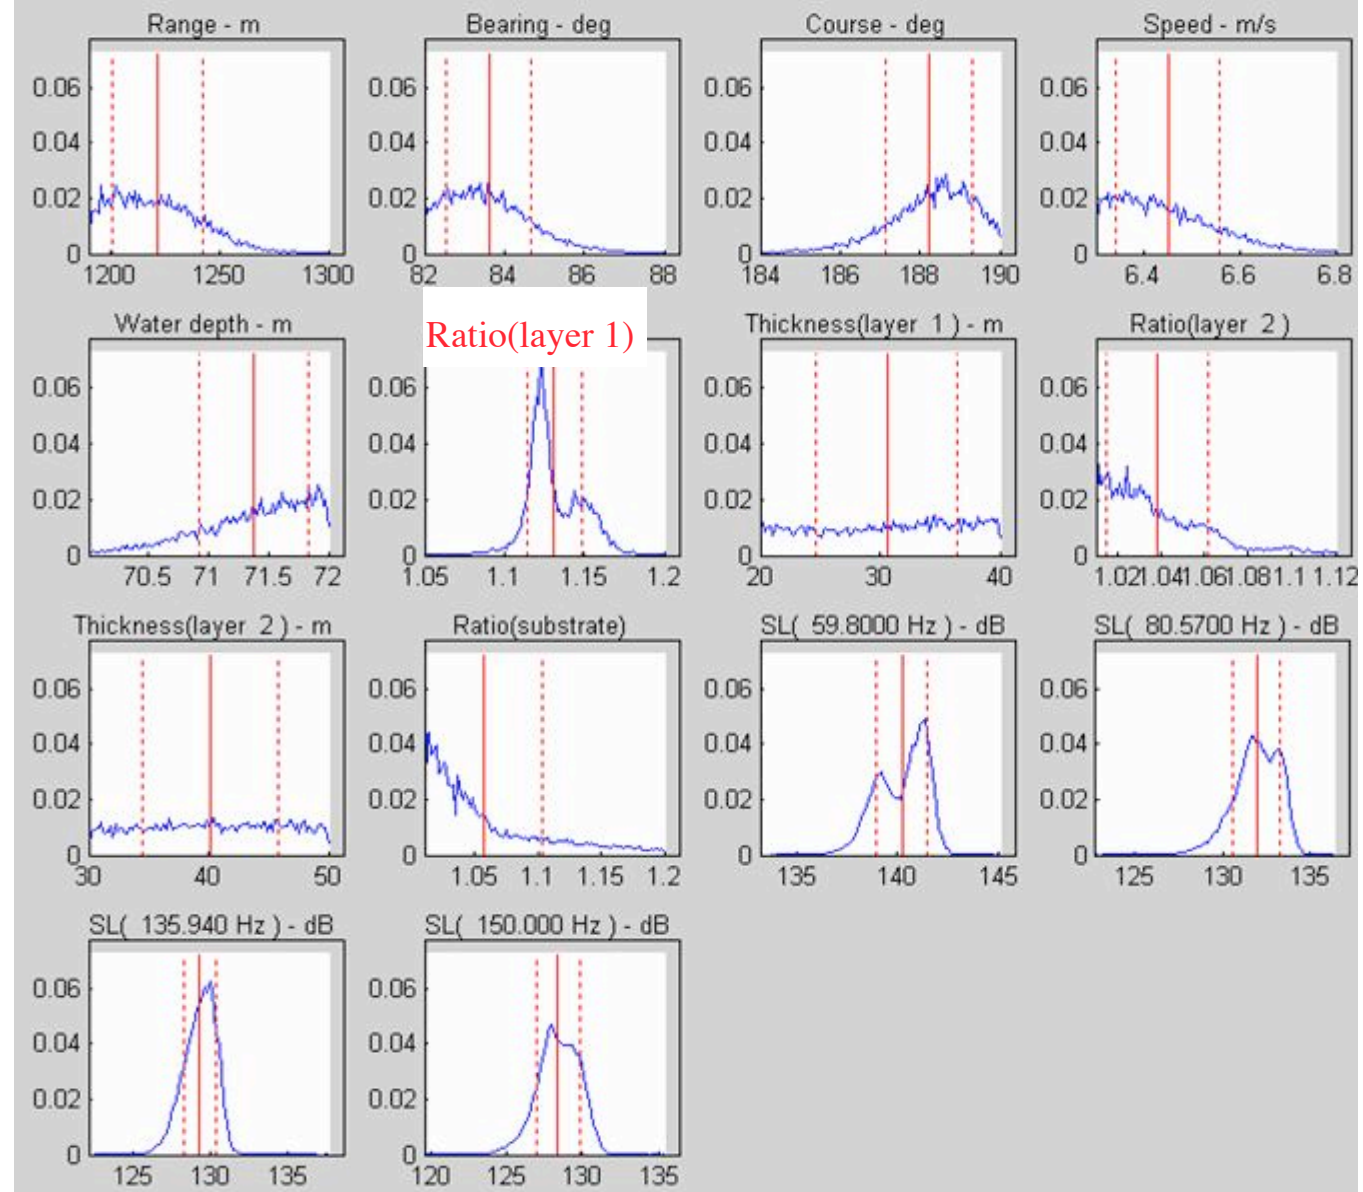 Range - m Bearing - deg Course - deg Speed - m/s
0.06 0.06 0.06 0.06
0.04 0.04 0.04 0.04
0.02 0.02 0.02 0.02
0 0 0 0
1200 1250 1300 82 84 86 88 184 186 188 190 6.4 6.6 6.8
Water depth - m Ratio(layer 1) Thickness(layer 1 ) - m Ratio(layer 2 )
0.06 0.06 0.06 0.06
0.04 0.04 0.04 0.04
0.02 0.02 0.02 0.02
0 0 0 0
70.5 71 71.5 72 1.05 1.1 1.15 1.2 20 30 40 1.02 1.04 1.06 1.08 1.1 1.12
Thickness(layer 2 ) - m Ratio(substrate) SL( 59.8000 Hz ) - dB SL( 80.5700 Hz ) - dB
0.06 0.06 0.06 0.06
0.04 0.04 0.04 0.04
0.02 0.02 0.02 0.02
0 0 0 0
30 40 50 1.05 1.1 1.15 1.2 135 140 145 125 130 135
SL( 135.940 Hz ) - dB SL( 150.000 Hz ) - dB
0.06 0.06
0.04 0.04
0.02 0.02
0 0
125 130 135 120 125 130 135